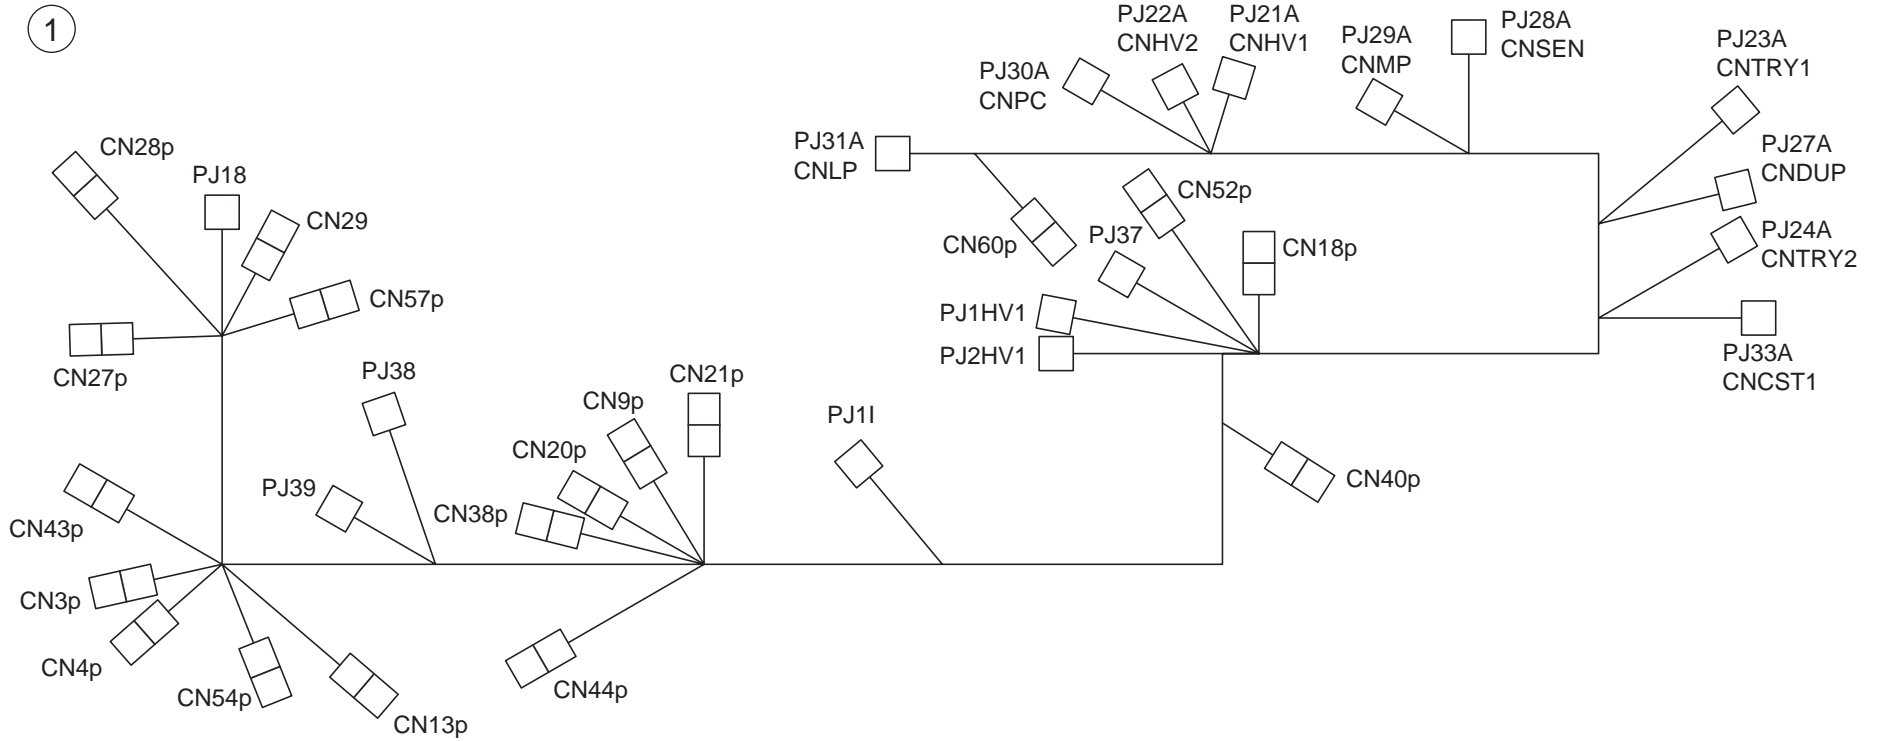 1
PJ22A
CNHV2
PJ21A
CNHV1
PJ28A
CNSEN
PJ29A
CNMP
PJ23A
CNTRY1
PJ30A
CNPC
PJ31A
CNLP
PJ27A
CNDUP
CN28p
PJ18
CN29
CN52p
CN60p
PJ37
CN18p
PJ24A
CNTRY2
CN57p
PJ1HV1
PJ2HV1
PJ33A
CNCST1
CN27p
PJ38
CN21p
CN9p
PJ1I
CN20p
CN40p
PJ39
CN38p
CN43p
CN3p
CN4p
CN54p
CN13p
CN44p